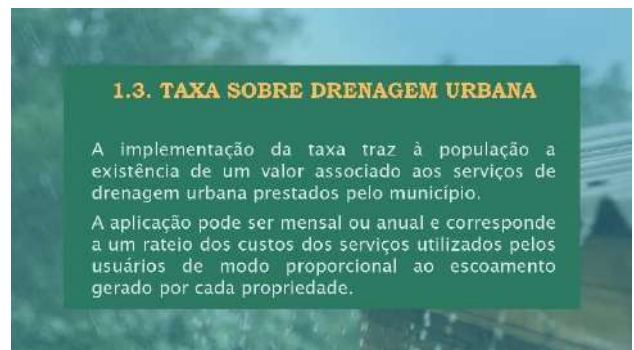 1.3. TAXA SOBRE DRENAGEM URBANA
A implementação da taxa traz à população a
existência de um valor associado aos serviços de
drenagem urbana prestados pelo município.
A aplicação pode ser mensal ou anual e corresponde
a um rateio dos custos dos serviços utilizados pelos
usuários de modo proporcional ao escoamento
gerado por cada propriedade.